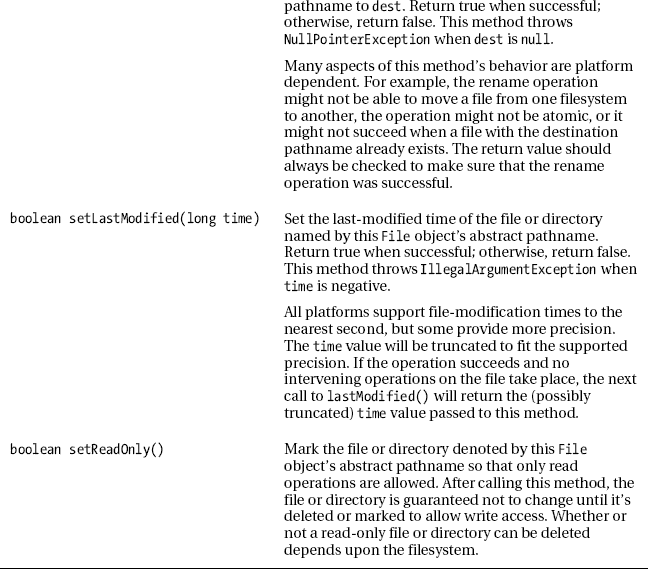 pathname to dest. Return true when successful;
otherwise, return false. This method throws
NullPointerException when dest is null.
Many aspects of this method's behavior are platform
dependent. For example, the rename operation
might not be able to move a file from one filesystem
to another, the operation might not be atomic, or it
might not succeed when a file with the destination
pathname already exists. The return value should
always be checked to make sure that the rename
operation was successful.
boolean setLastModified(long time)
Set the last-modified time of the file or directory
named by this File object's abstract pathname.
Return true when successful; otherwise, return false.
This method throws IllegalArgumentException when
time is negative.
All platforms support file-modification times to the
nearest second, but some provide more precision.
The time value will be truncated to fit the supported
precision. If the operation succeeds and no
intervening operations on the file take place, the next
call to lastModified() will return the (possibly
truncated) time value passed to this method.
boolean setReadOnly()
Mark the file or directory denoted by this File
object's abstract pathname so that only read
operations are allowed. After calling this method, the
file or directory is guaranteed not to change until it's
deleted or marked to allow write access. Whether or
not a read-only file or directory can be deleted
depends upon the filesystem.